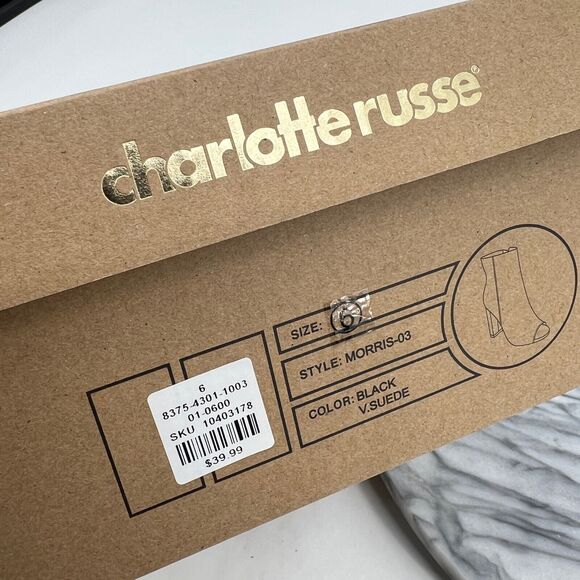 charlotte russe®
SIZE: 6
STYLE: MORRIS-03
COLOR: BLACK
V.SUEDE
6
8375-4301-1003
01-0600
SKU 10403178
$39.99